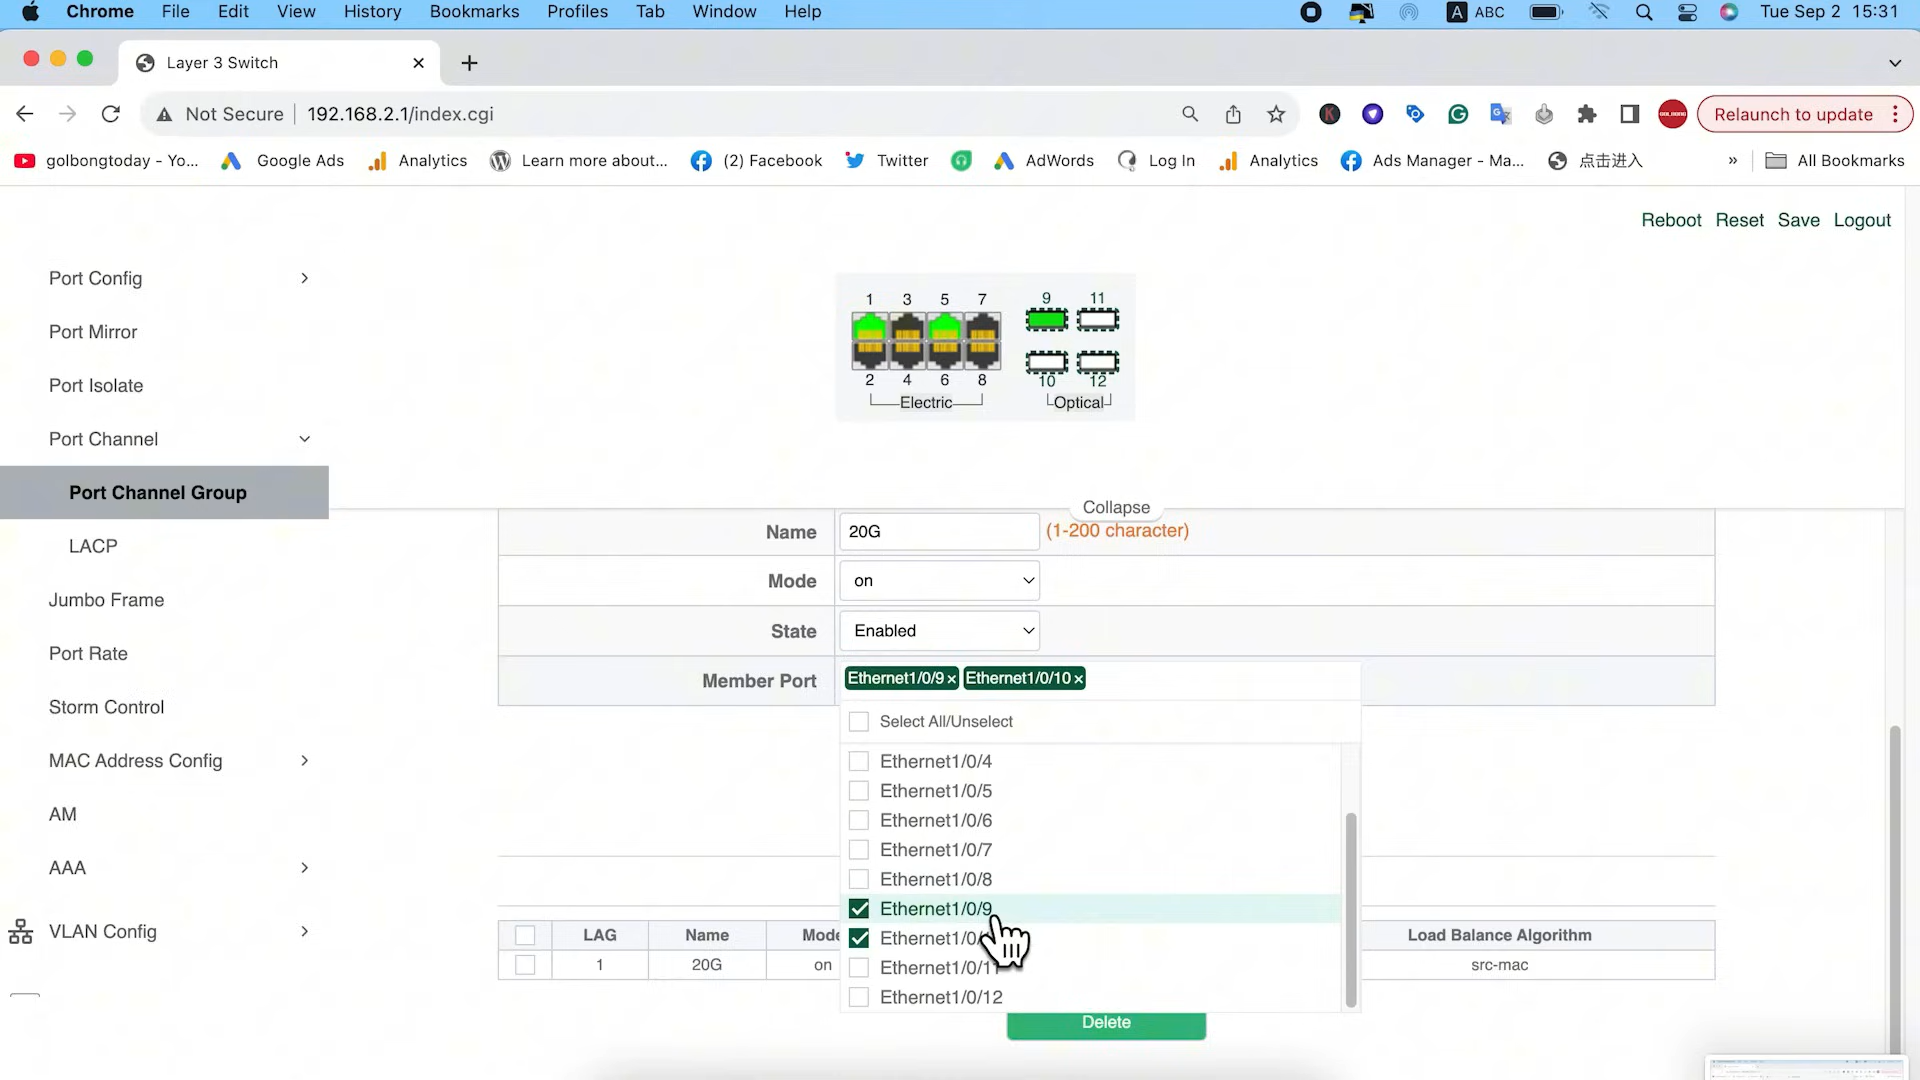 Chrome File Edit View History Bookmarks Profiles Tab Window Help A ABC Tue Sep 2 15:31
Layer 3 Switch
Not Secure 192.168.2.1/index.cgi Relaunch to update
golbongtoday - Yo... Google Ads Analytics Learn more about... (2) Facebook Twitter AdWords Log In Analytics Ads Manager - Ma... 点击进入 » All Bookmarks
Reboot Reset Save Logout
Port Config
Port Mirror
Port Isolate
Port Channel
Port Channel Group
LACP
Jumbo Frame
Port Rate
Storm Control
MAC Address Config
AM
AAA
VLAN Config
1 3 5 7 9 11
2 4 6 8 10 12
Electric Optical
Collapse
Name 20G (1-200 character)
Mode on
State Enabled
Member Port Ethernet1/0/9× Ethernet1/0/10×
Select All/Unselect
Ethernet1/0/4
Ethernet1/0/5
Ethernet1/0/6
Ethernet1/0/7
Ethernet1/0/8
Ethernet1/0/9
Ethernet1/0/
Ethernet1/0/11
Ethernet1/0/12
LAG Name Mode Load Balance Algorithm
1 20G on src-mac
Delete